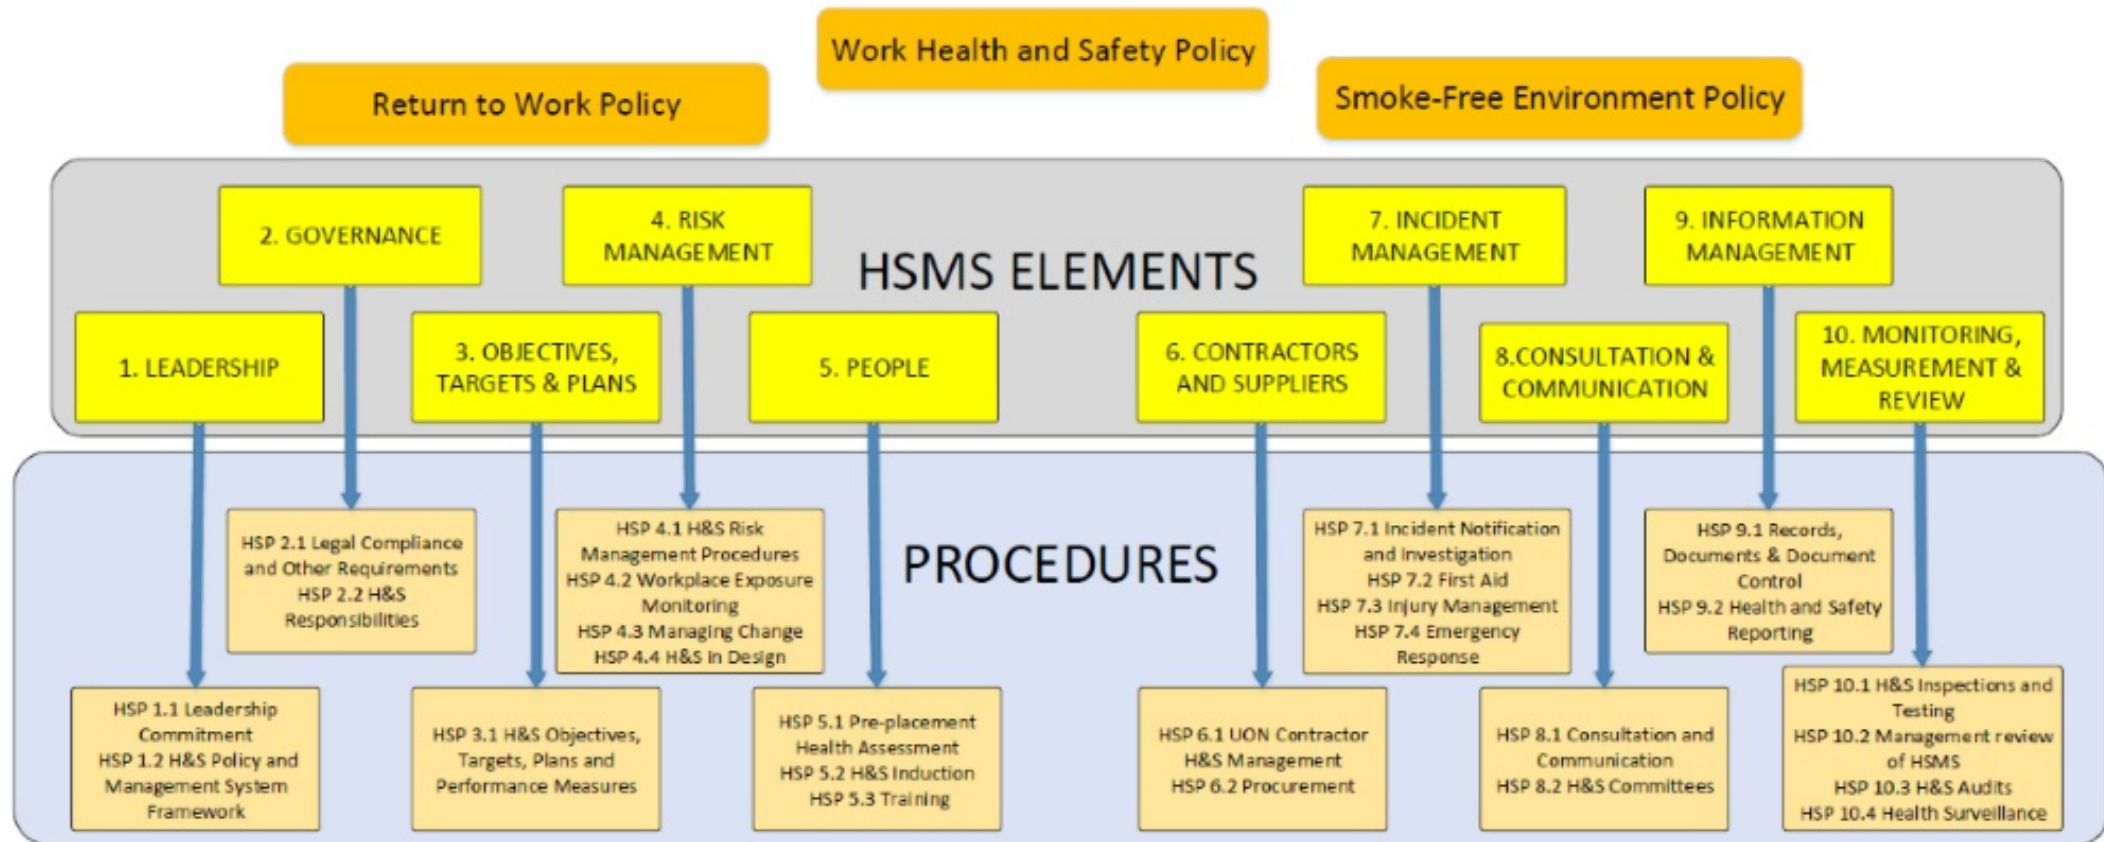 Work Health and Safety Policy
Return to Work Policy
Smoke-Free Environment Policy
2. GOVERNANCE
4. RISK
MANAGEMENT
7. INCIDENT
MANAGEMENT
9. INFORMATION
MANAGEMENT
HSMS ELEMENTS
1. LEADERSHIP
3. OBJECTIVES,
TARGETS & PLANS
5. PEOPLE
6. CONTRACTORS
AND SUPPLIERS
8.CONSULTATION &
COMMUNICATION
10. MONITORING,
MEASUREMENT &
REVIEW
HSP 2.1 Legal Compliance
and Other Requirements
HSP 2.2 H&S
Responsibilities
HSP 4.1 H&S Risk
Management Procedures
HSP 4.2 Workplace Exposure
Monitoring
HSP 4.3 Managing Change
HSP 4.4 H&S in Design
PROCEDURES
HSP 7.1 Incident Notification
and Investigation
HSP 7.2 First Aid
HSP 7.3 Injury Management
HSP 7.4 Emergency
Response
HSP 9.1 Records,
Documents & Document
Control
HSP 9.2 Health and Safety
Reporting
HSP 1.1 Leadership
Commitment
HSP 1.2 H&S Policy and
Management System
Framework
HSP 3.1 H&S Objectives,
Targets, Plans and
Performance Measures
HSP 5.1 Pre-placement
Health Assessment
HSP 5.2 H&S Induction
HSP 5.3 Training
HSP 6.1 UON Contractor
H&S Management
HSP 6.2 Procurement
HSP 8.1 Consultation and
Communication
HSP 8.2 H&S Committees
HSP 10.1 H&S Inspections and
Testing
HSP 10.2 Management review
of HSMS
HSP 10.3 H&S Audits
HSP 10.4 Health Surveillance